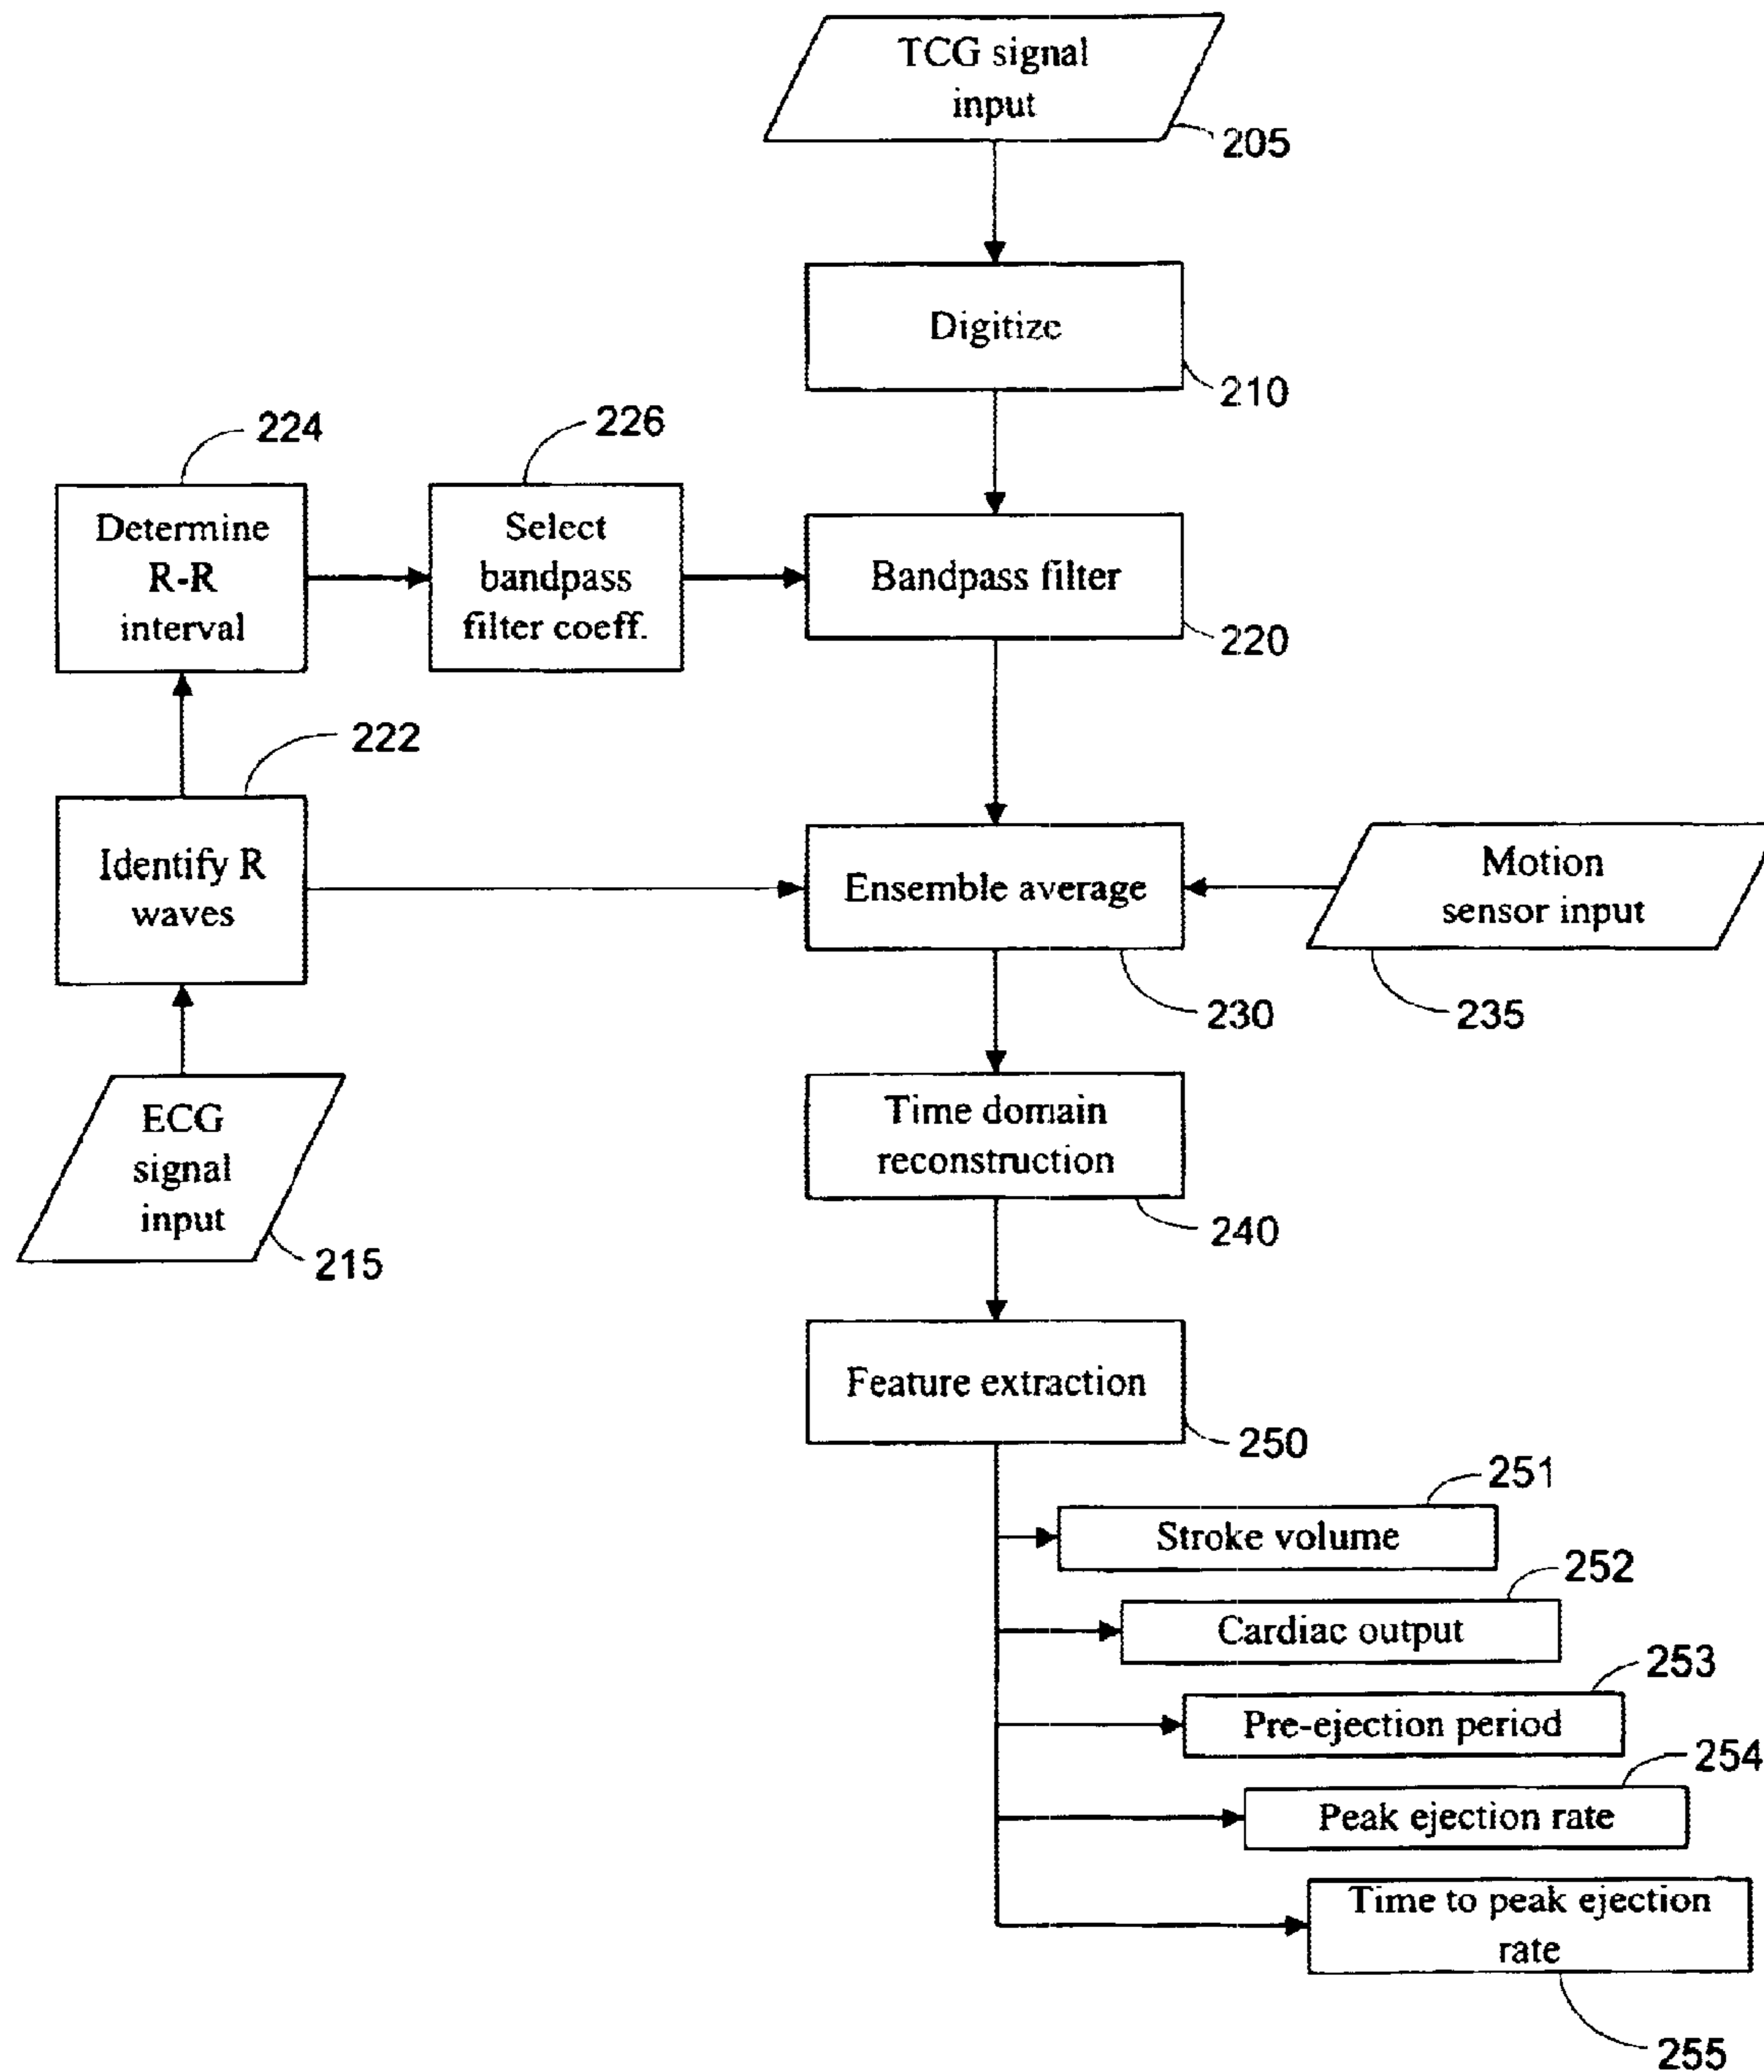 TCG signal
input
205
Digitize
210
224
226
Determine
R-R
interval
Select
bandpass
filter coeff.
Bandpass filter
220
222
Identify R
waves
Ensemble average
Motion
sensor input
230
235
ECG
signal
input
215
Time domain
reconstruction
240
Feature extraction
250
251
Stroke volume
252
Cardiac output
253
Pre-ejection period
254
Peak ejection rate
Time to peak ejection
rate
255